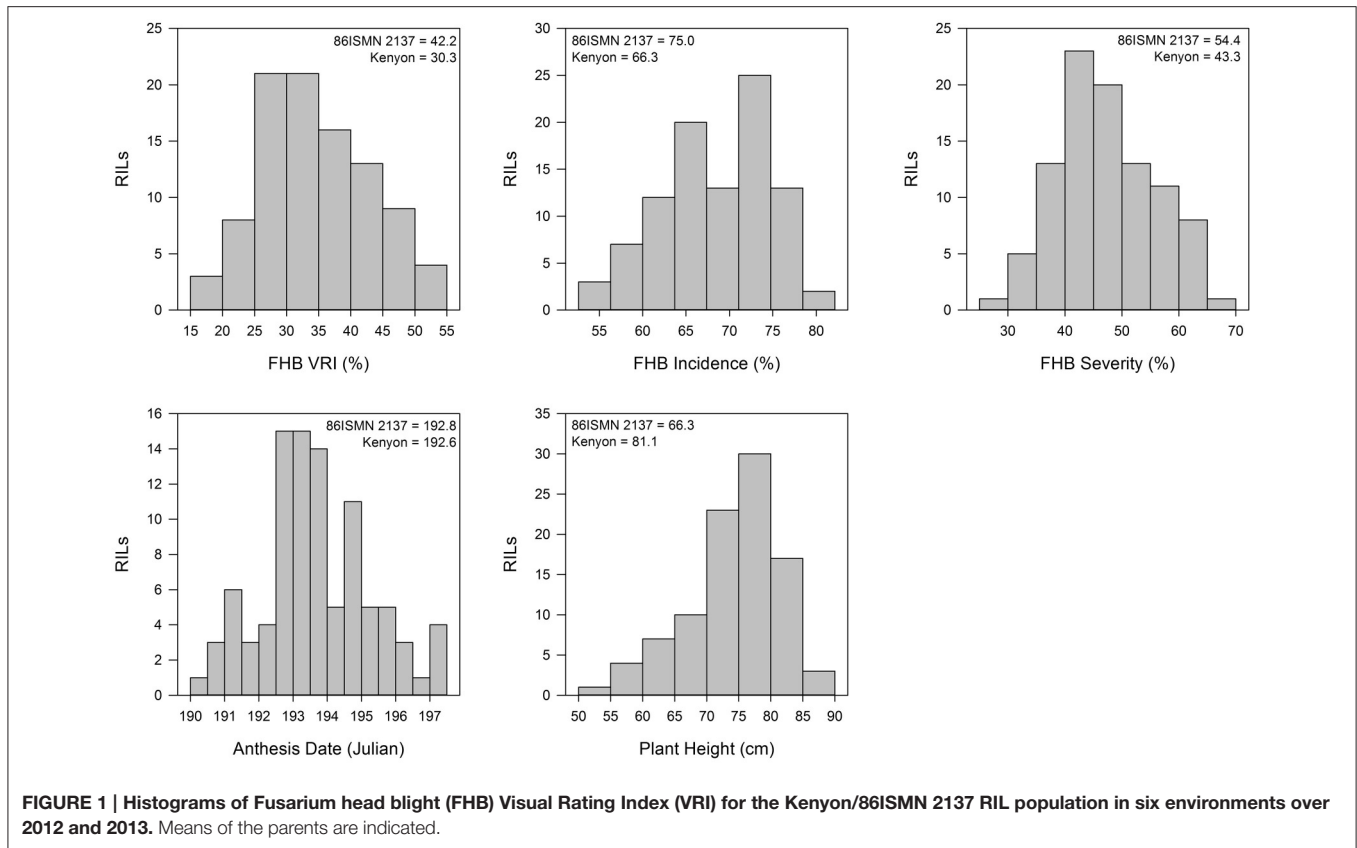 25
20
15
10
5
0
RILs
86ISMN 2137 = 42.2
Kenyon = 30.3
15 20 25 30 35 40 45 50 55
FHB VRI (%)
30
25
20
15
10
5
0
RILs
86ISMN 2137 = 75.0
Kenyon = 66.3
55 60 65 70 75 80
FHB Incidence (%)
25
20
15
10
5
0
RILs
86ISMN 2137 = 54.4
Kenyon = 43.3
30 40 50 60 70
FHB Severity (%)
16
14
12
10
8
6
4
2
0
RILs
86ISMN 2137 = 192.8
Kenyon = 192.6
190 191 192 193 194 195 196 197
Anthesis Date (Julian)
35
30
25
20
15
10
5
0
RILs
86ISMN 2137 = 66.3
Kenyon = 81.1
50 55 60 65 70 75 80 85 90
Plant Height (cm)
FIGURE 1 | Histograms of Fusarium head blight (FHB) Visual Rating Index (VRI) for the Kenyon/86ISMN 2137 RIL population in six environments over
2012 and 2013. Means of the parents are indicated.